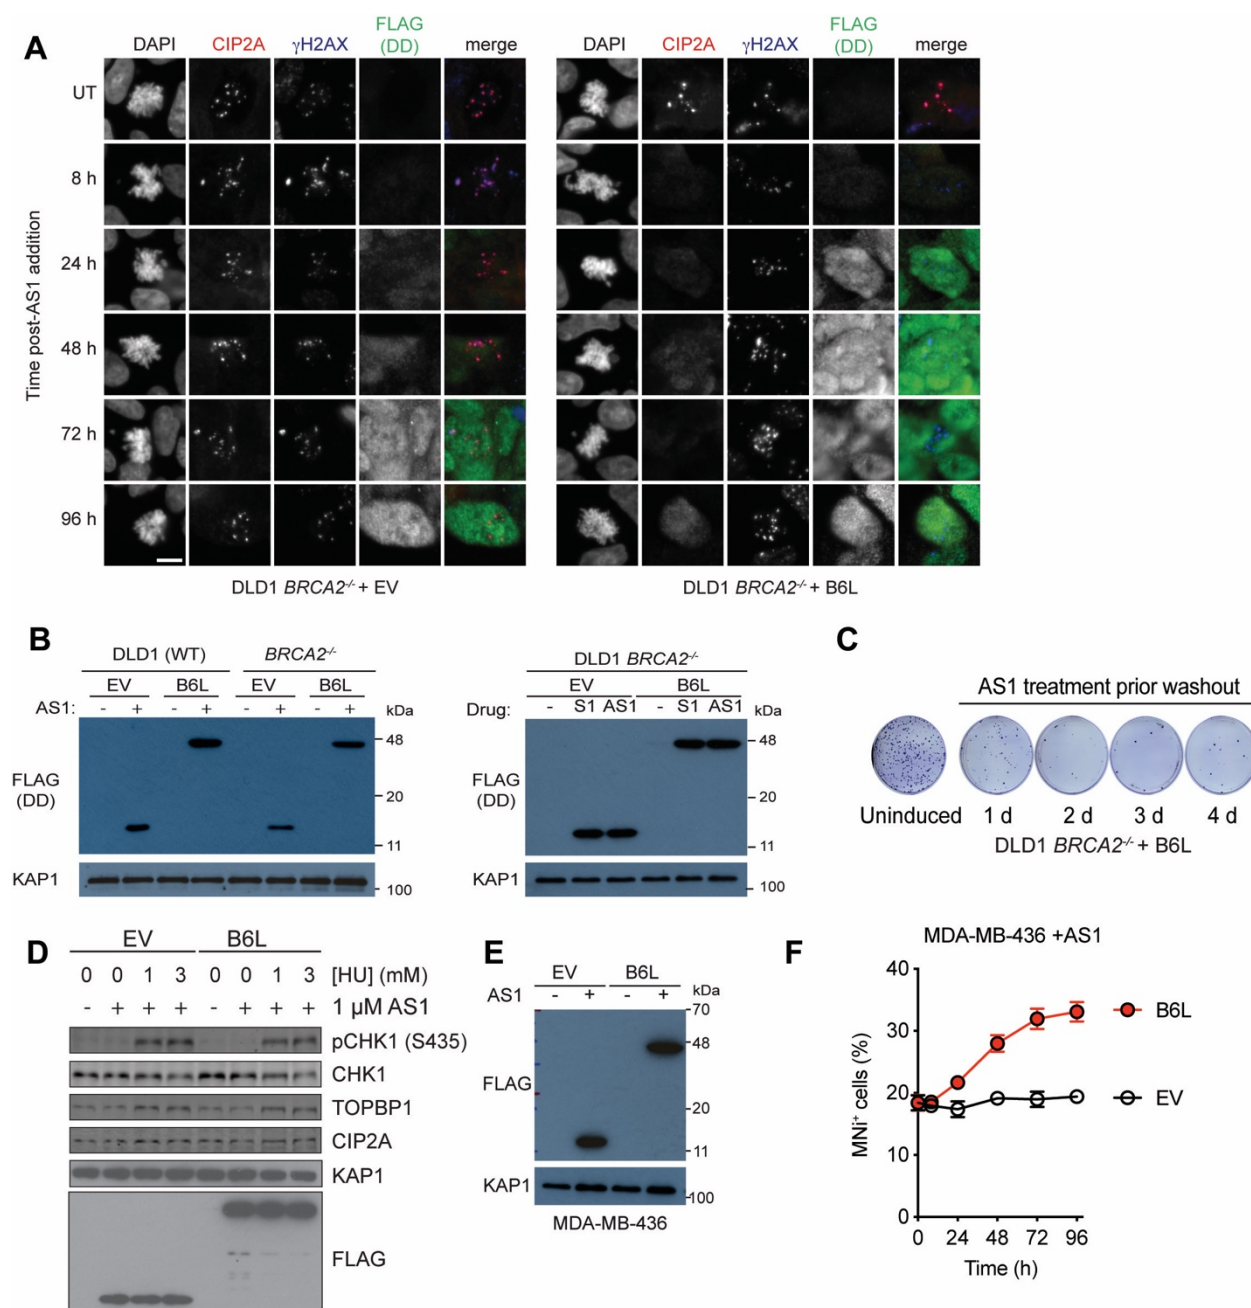 A
DAPI CIP2A γH2AX FLAG (DD) merge
DAPI CIP2A γH2AX FLAG (DD) merge
Time post-AS1 addition
UT
8 h
24 h
48 h
72 h
96 h
DLD1 BRCA2-/- + EV
DLD1 BRCA2-/- + B6L
B
DLD1 (WT) BRCA2-/-
EV B6L EV B6L
AS1: - + - + - + - + kDa
FLAG (DD)
48
20
11
KAP1
100
DLD1 BRCA2-/-
EV B6L
Drug: - S1 AS1 - S1 AS1 kDa
FLAG (DD)
48
20
11
KAP1
100
C
AS1 treatment prior washout
Uninduced 1 d 2 d 3 d 4 d
DLD1 BRCA2-/- + B6L
D
EV B6L
0 0 1 3 0 0 1 3 [HU] (mM)
- + + + - + + + 1 μM AS1
pCHK1 (S435)
CHK1
TOPBP1
CIP2A
KAP1
FLAG
E
EV B6L
AS1 - + - + kDa
70
48
FLAG
20
11
KAP1
100
MDA-MB-436
F
MDA-MB-436 +AS1
MNi+ cells (%)
40
30
20
10
0
B6L
EV
0 24 48 72 96
Time (h)